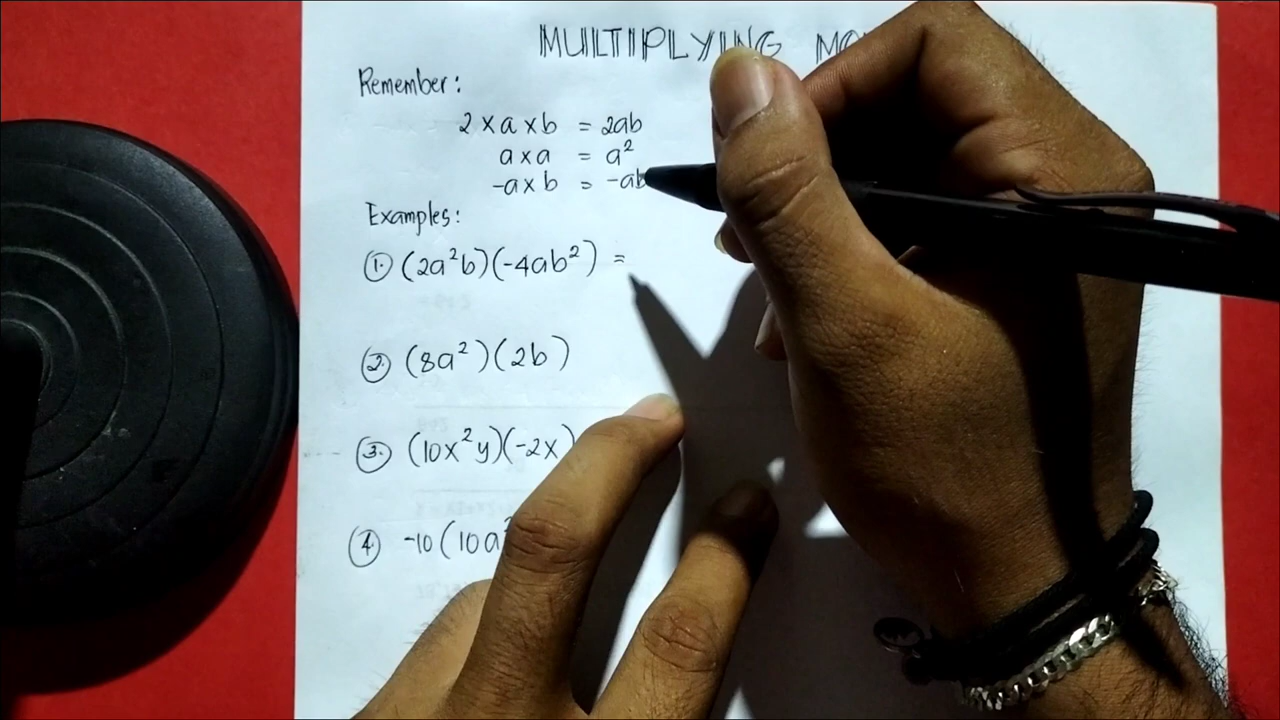 MULTIPLYING
Remember:
2 x a x b = 2ab
a x a = a²
-a x b = -ab
Examples:
1. (2a²b)(-4ab²) =
2. (8a²)(2b)
3. (10x²y)(-2x)
4. -10(10a